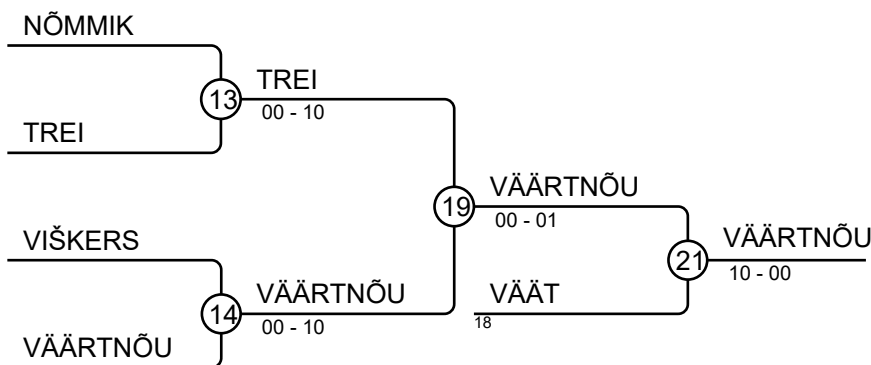 NÕMMIK
13
TREI
00 - 10
TREI
19
VÄÄRTNÕU
00 - 01
VIŠKERS
21
VÄÄRTNÕU
10 - 00
14
VÄÄRTNÕU
00 - 10
VÄÄT
18
VÄÄRTNÕU